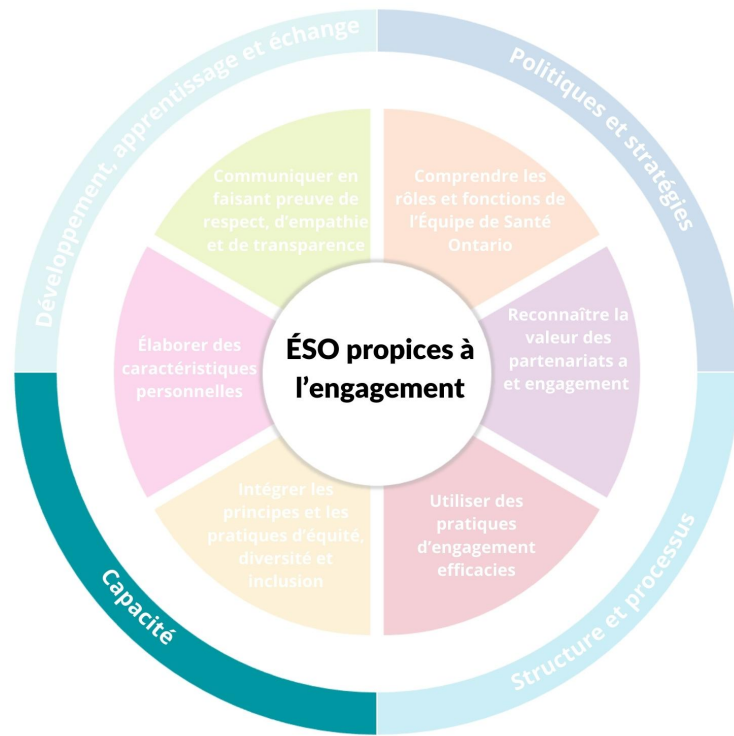 Développement, apprentissage et échange
Politiques et stratégies
Communiquer en
faisant preuve de
respect, d'empathie
et de transparence
Comprendre les
rôles et fonctions de
l'Équipe de Santé
Ontario
Élaborer des
caractéristiques
personnelles
ÉSO propices à
l'engagement
Reconnaître la
valeur des
partenariats a
et engagement
Intégrer les
principes et les
pratiques d'équité,
diversité et
inclusion
Utiliser des
pratiques
d'engagement
efficacies
Capacité
Structure et processus